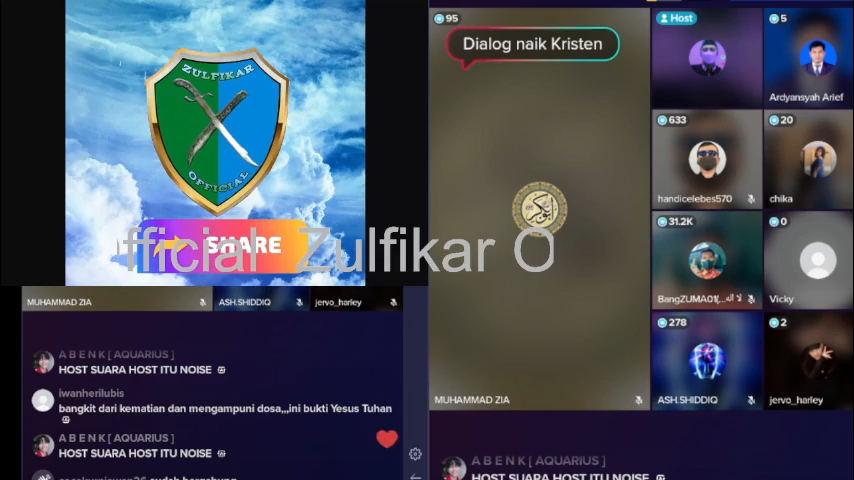 ZULFIKAR
OFFICIAL
SHARE
fficial Zulfikar O
MUHAMMAD ZIA
ASH.SHIDDIQ
jervo_harley
A B E N K [ AQUARIUS ]
HOST SUARA HOST ITU NOISE
iwanherilubis
bangkit dari kematian dan mengampuni dosa,,,ini bukti Yesus Tuhan
A B E N K [ AQUARIUS ]
HOST SUARA HOST ITU NOISE
95
Dialog naik Kristen
MUHAMMAD ZIA
Host
5
Ardyansyah Arief
633
handicelebes570
20
chika
31.2K
0
Vicky
278
ASH.SHIDDIQ
2
jervo_harley
A B E N K [ AQUARIUS ]
HOST SUARA HOST ITU NOISE